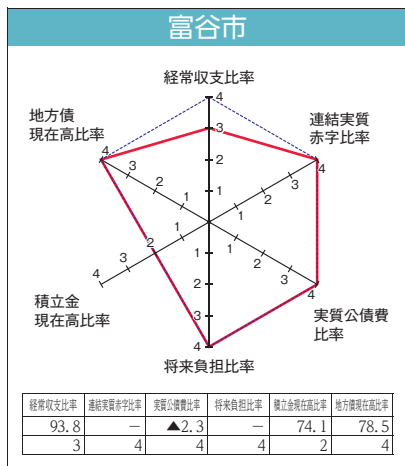 富谷市
経常収支比率
連結実質
赤字比率
実質公債費
比率
将来負担比率
積立金
現在高比率
地方債
現在高比率
4
3
2
1
1
2
3
4
1
2
3
4
1
2
3
4
1
2
3
4
1
2
3
4
経常収支比率 連結実質赤字比率 実質公債費比率 将来負担比率 積立金現在高比率 地方債現在高比率
93.8 － ▲2.3 － 74.1 78.5
3 4 4 4 2 4